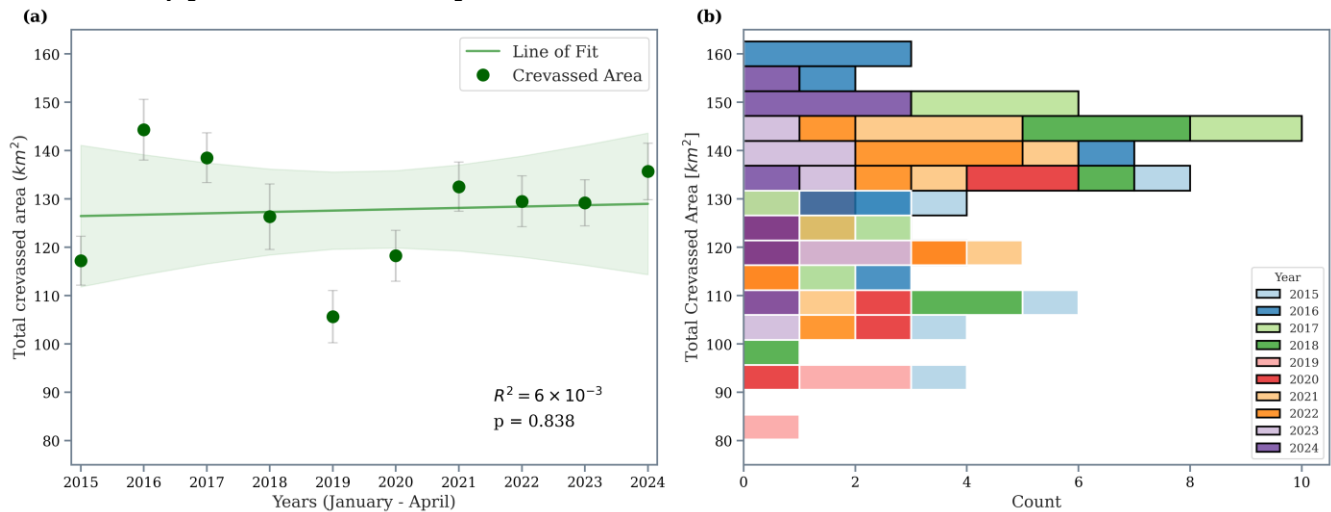 (a)
160
150
140
130
120
110
100
90
80
Total crevassed area (km²)
Line of Fit
Crevassed Area
R² = 6 × 10⁻³
p = 0.838
2015 2016 2017 2018 2019 2020 2021 2022 2023 2024
Years (January - April)
(b)
160
150
140
130
120
110
100
90
80
Total Crevassed Area [km²]
Year
2015
2016
2017
2018
2019
2020
2021
2022
2023
2024
0 2 4 6 8 10
Count